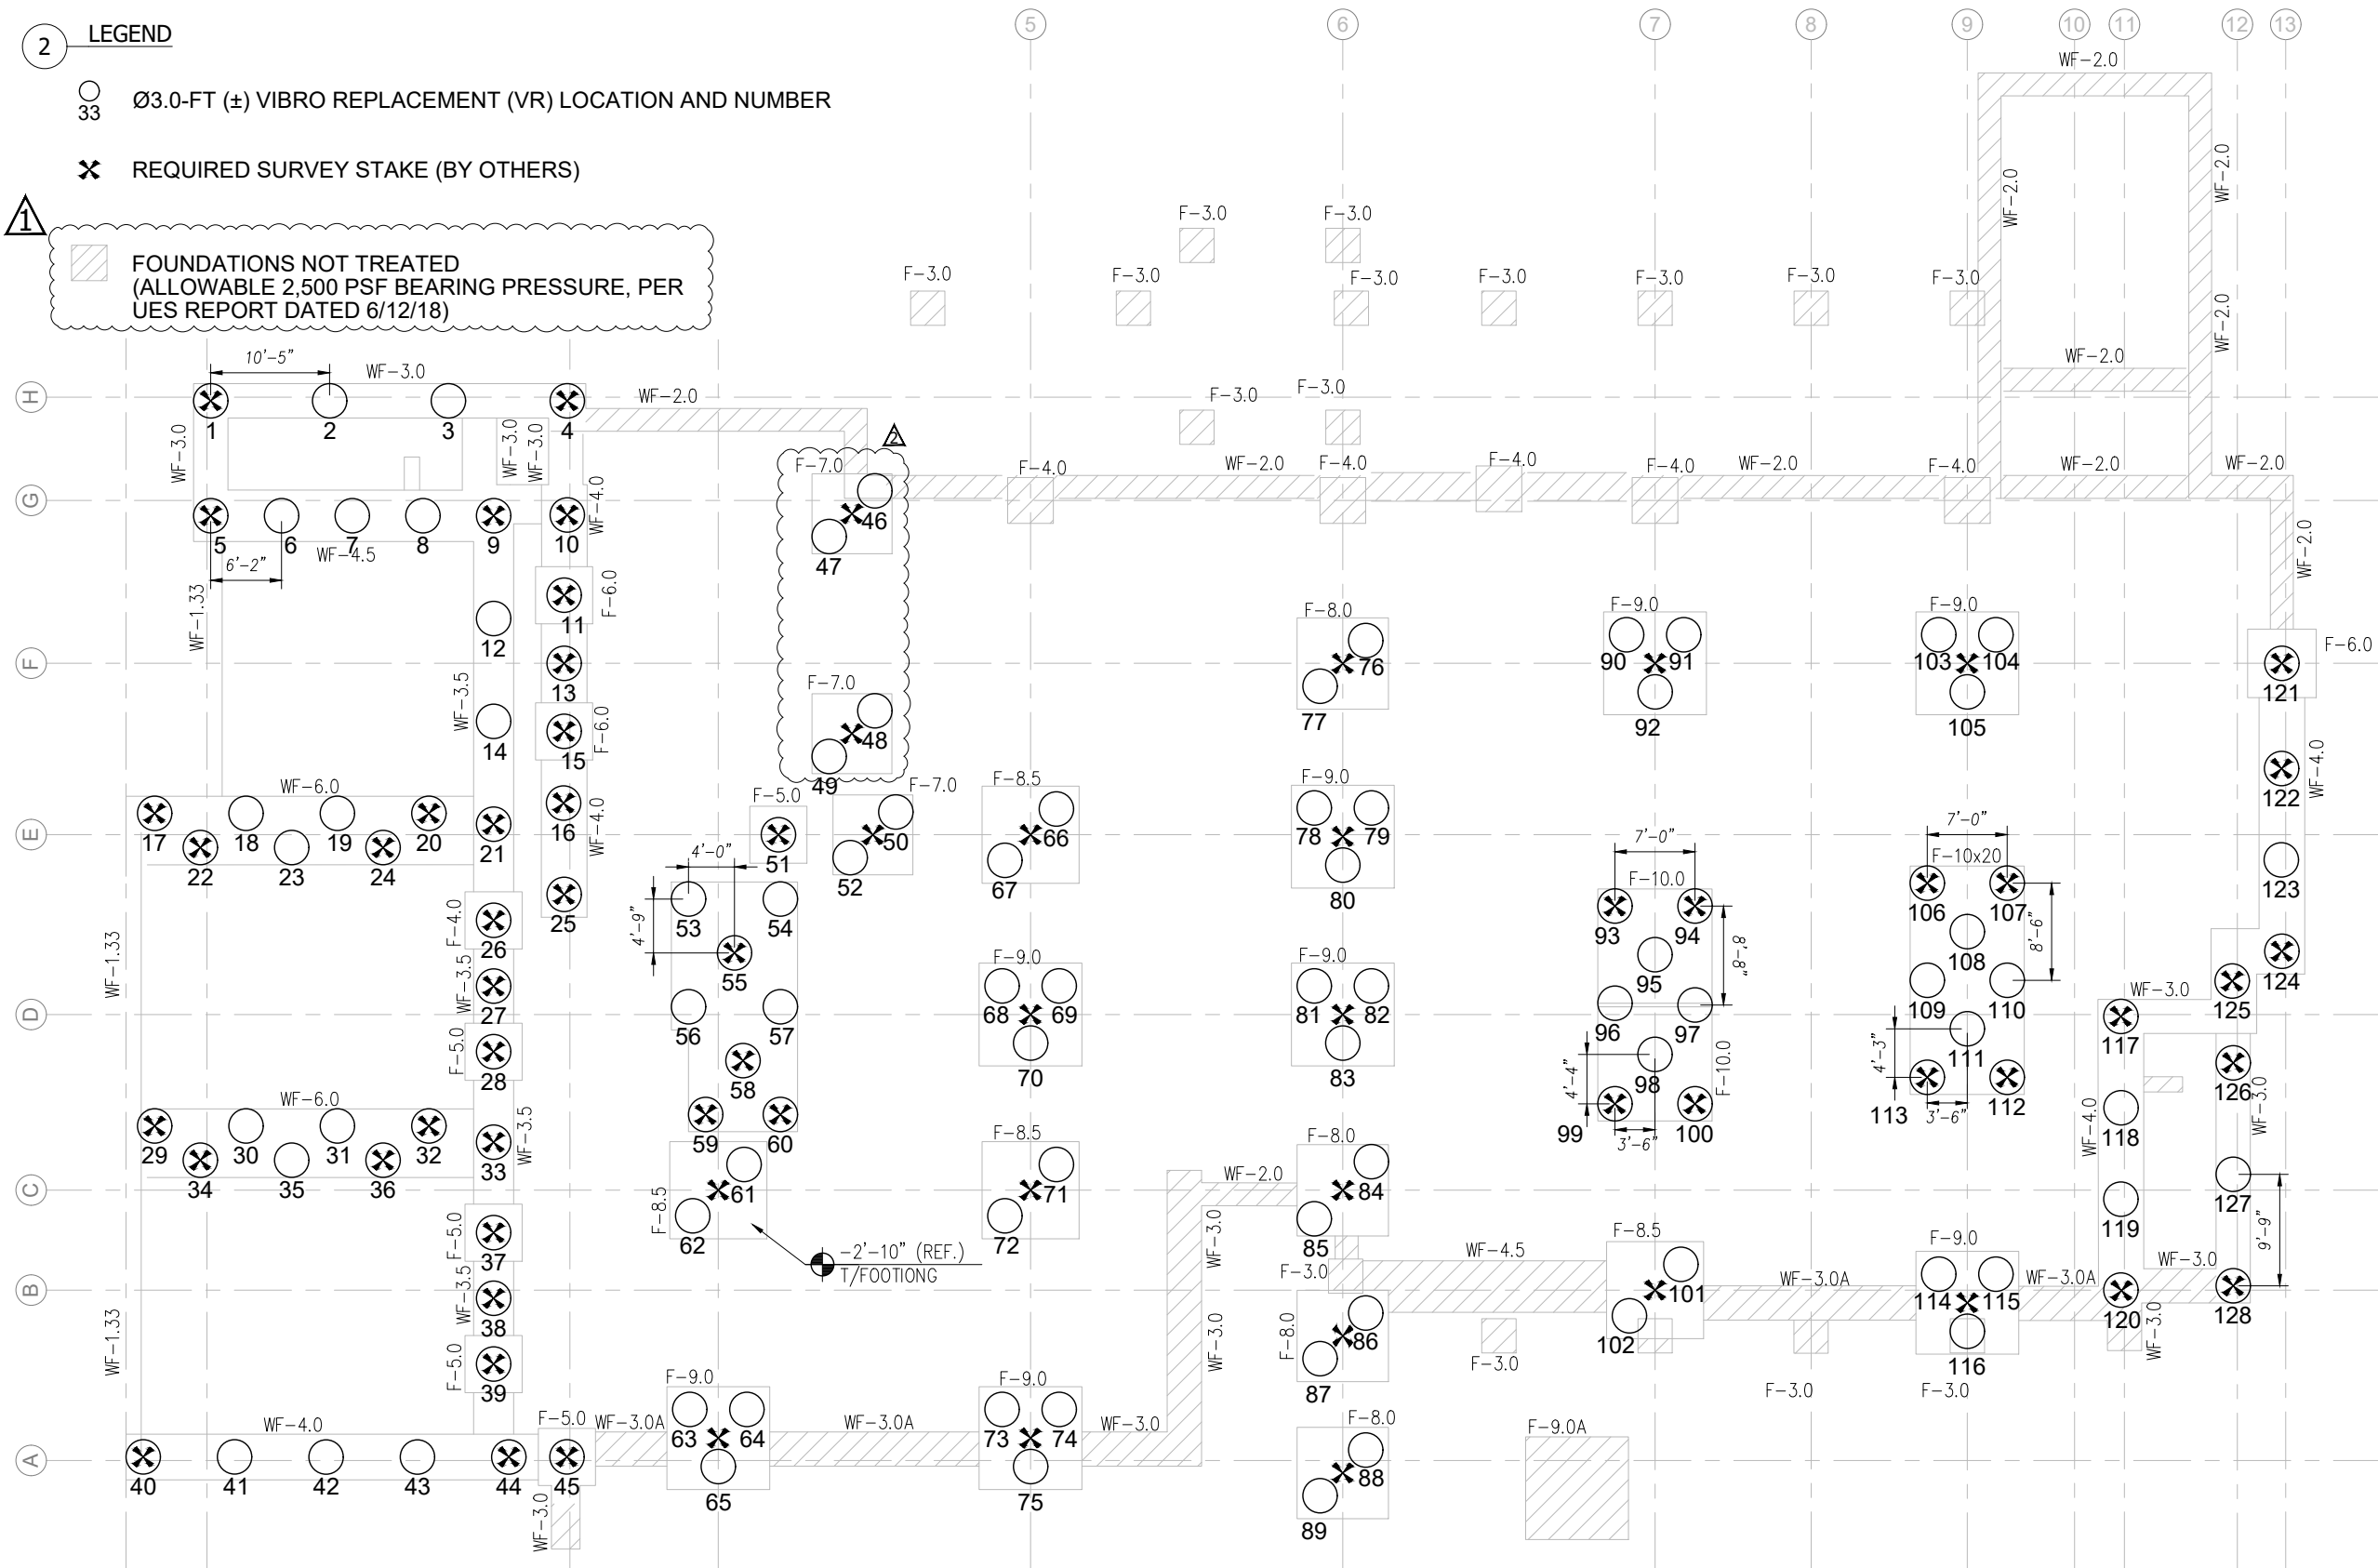 2 LEGEND
33 Ø3.0-FT (±) VIBRO REPLACEMENT (VR) LOCATION AND NUMBER
REQUIRED SURVEY STAKE (BY OTHERS)
1
FOUNDATIONS NOT TREATED
(ALLOWABLE 2,500 PSF BEARING PRESSURE, PER
UES REPORT DATED 6/12/18)
5 6 7 8 9 10 11 12 13
WF-2.0
WF-2.0 WF-2.0
F-3.0 F-3.0
F-3.0 F-3.0 F-3.0 F-3.0 F-3.0 F-3.0 F-3.0
WF-2.0
10'-5" WF-3.0
WF-2.0
H
WF-2.0 F-3.0 F-3.0
1 2 3 4
WF-3.0 WF-3.0 WF-3.0
2
F-7.0 F-4.0 WF-2.0 F-4.0 F-4.0 F-4.0 WF-2.0 F-4.0 WF-2.0 WF-2.0
G
WF-4.0
46
5 6 7 8 9 10
WF-4.5
6'-2"
47
WF-2.0
WF-1.33 F-6.0
11
F-8.0 F-9.0 F-9.0
12
F
76 90 91 103 104 F-6.0
13 121
WF-3.5 F-7.0
77 92 105
F-6.0
14 15 48
WF-4.0
49
WF-6.0 F-5.0 F-7.0 F-8.5 F-9.0
16 WF-4.0
122
E
17 18 19 20 21 51 50 66 78 79
7'-0" 7'-0"
22 23 24 52 67 80
4'-0"
F-10.0 F-10x20
123
F-4.0 25
53 54
4'-9"
93 94 106 107
26
8'-6"
8'-8"
108
WF-1.33 WF-3.5
55 F-9.0 F-9.0 95 124
WF-3.0 125
27
D
56 57 68 69 81 82 96 97 109 110
117
F-5.0
28 58 70 83 98 111
4'-4" 4'-3"
F-10.0
126 WF-3.0
WF-6.0
99 100 113 112
3'-6" 3'-6"
59 60
WF-3.5 WF-4.0
118
29 30 31 32 33
F-8.5 F-8.0
34 35 36
WF-2.0
C
61 71 84
127
F-8.5
62 72 85
119
F-5.0
37
WF-3.0
F-8.5 F-9.0
9'-9"
-2'-10" (REF.)
T/FOOTIONG
WF-4.5
F-3.0
WF-3.0A WF-3.0A WF-3.0
B
WF-3.5
38
101 114 115 120 128
WF-1.33 WF-3.0 F-8.0
86
102 116
WF-3.0
F-5.0
39
87 F-3.0 F-3.0 F-3.0
F-9.0 F-9.0
WF-4.0 F-5.0 WF-3.0A WF-3.0A WF-3.0 F-8.0
F-9.0A
63 64 73 74
A
40 41 42 43 44 45 88
65 75
WF-3.0
89